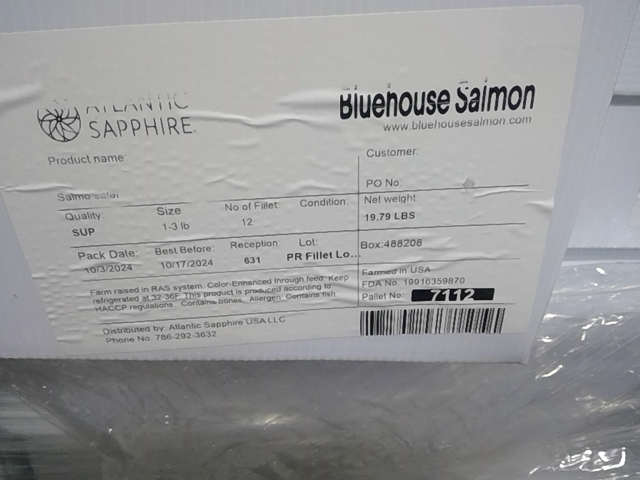 ATLANTIC
SAPPHIRE.
Bluehouse Salmon
www.bluehousesalmon.com
Product name:
Customer:
Salmo salar
PO No:
Quality:
Size
No of Fillet:
Condition:
Net weight
SUP
1-3 lb
12
19.79 LBS
Pack Date:
Best Before:
Reception
Lot:
Box:488208
10/3/2024
10/17/2024
631
PR Fillet Lo...
Farm raised in RAS system. Color-Enhanced through feed. Keep
refrigerated at 32-36F This product is produced according to
HACCP regulations. Contains bones. Allergen: Contains fish
Farmed in USA
FDA No. 19916359870
Pallet No: 7112
Distributed by: Atlantic Sapphire USA LLC
Phone No. 786-292-3632